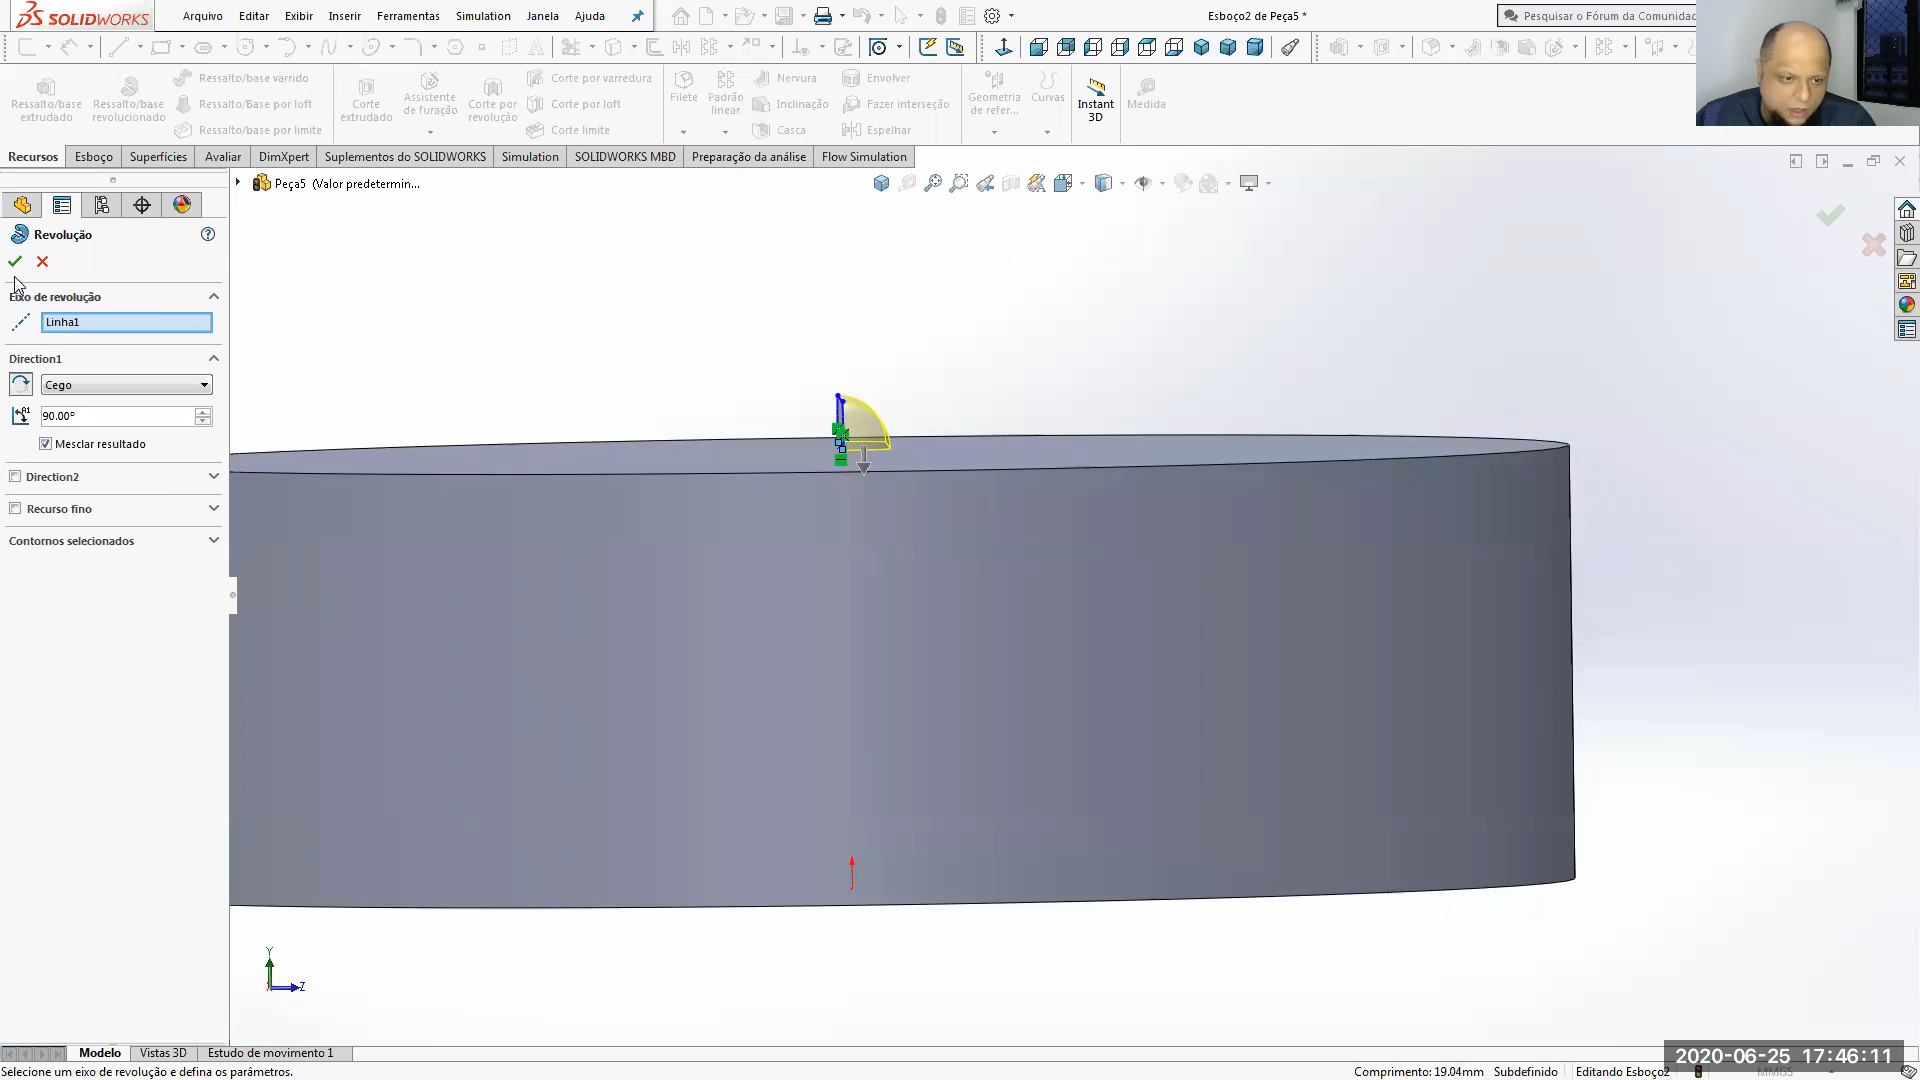 SOLIDWORKS
Arquivo Editar Exibir Inserir Ferramentas Simulation Janela Ajuda
Esboço2 de Peça5 *
Pesquisar o Fórum da Comunidad
Ressalto/base extrudado
Ressalto/base revolucionado
Ressalto/base varrido
Ressalto/Base por loft
Ressalto/base por limite
Corte extrudado
Assistente de furação
Corte por revolução
Corte por varredura
Corte por loft
Corte limite
Filete
Padrão linear
Nervura
Inclinação
Casca
Envolver
Fazer interseção
Espelhar
Geometria de refer...
Curvas
Instant 3D
Medida
Recursos Esboço Superfícies Avaliar DimXpert Suplementos do SOLIDWORKS Simulation SOLIDWORKS MBD Preparação da análise Flow Simulation
Peça5 (Valor predetermin...
Revolução
Eixo de revolução
Linha1
Direction1
Cego
90.00°
Mesclar resultado
Direction2
Recurso fino
Contornos selecionados
Y
Z
Modelo Vistas 3D Estudo de movimento 1
2020-06-25 17:46:11
Selecione um eixo de revolução e defina os parâmetros.
Comprimento: 19.04mm Subdefinido Editando Esboço2 MMGS